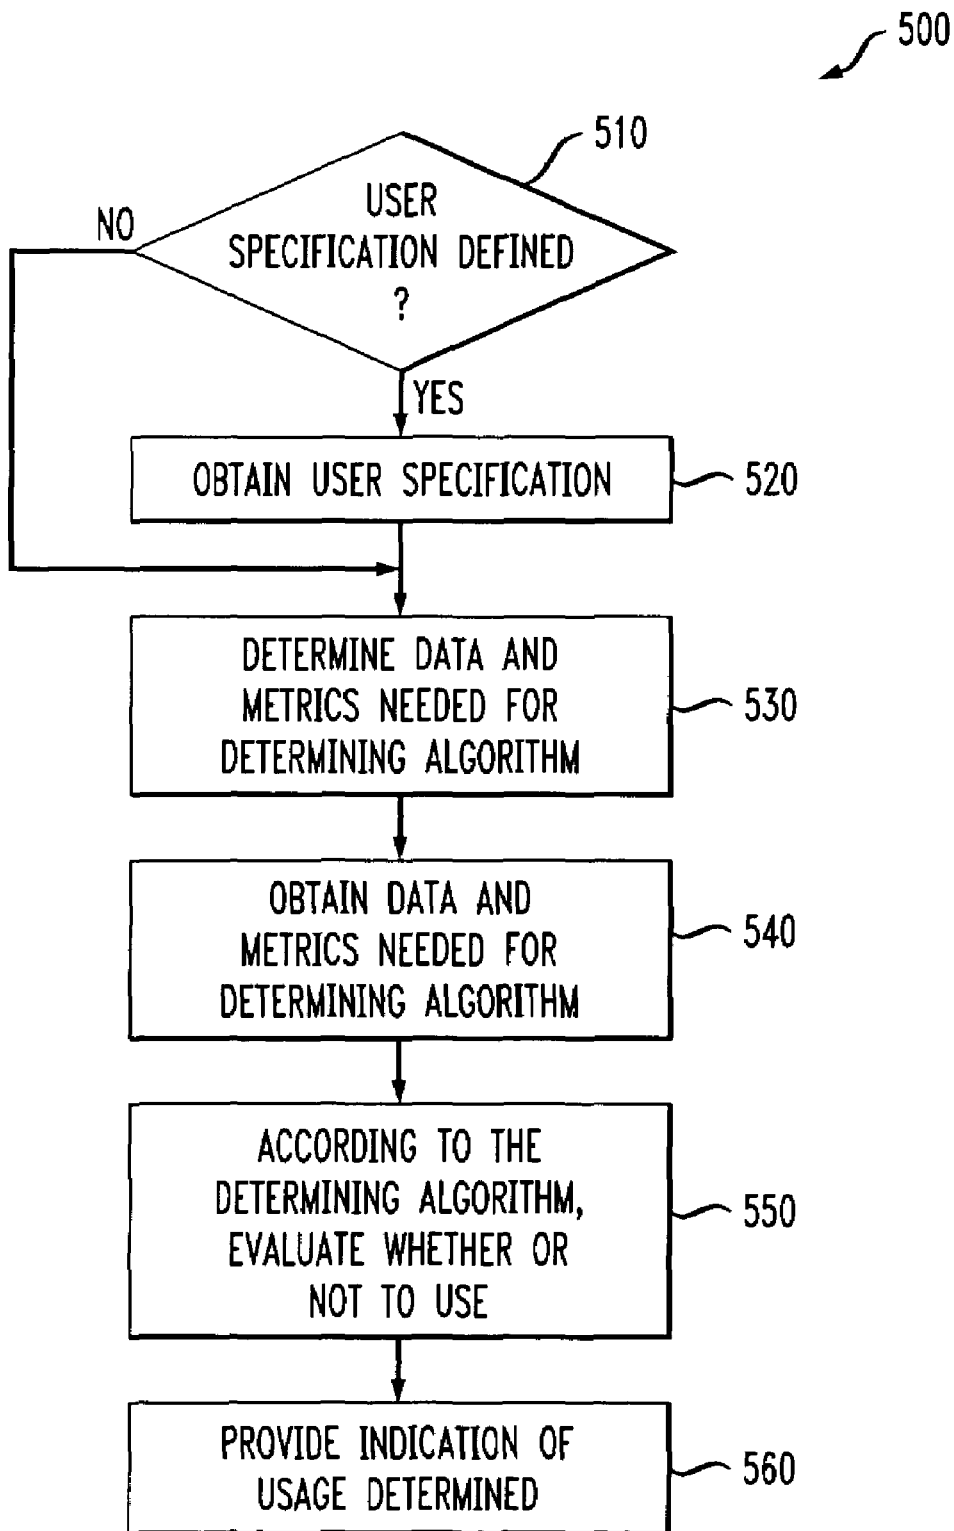 500
510
USER
SPECIFICATION DEFINED
?
NO
YES
OBTAIN USER SPECIFICATION
520
DETERMINE DATA AND
METRICS NEEDED FOR
DETERMINING ALGORITHM
530
OBTAIN DATA AND
METRICS NEEDED FOR
DETERMINING ALGORITHM
540
ACCORDING TO THE
DETERMINING ALGORITHM,
EVALUATE WHETHER OR
NOT TO USE
550
PROVIDE INDICATION OF
USAGE DETERMINED
560